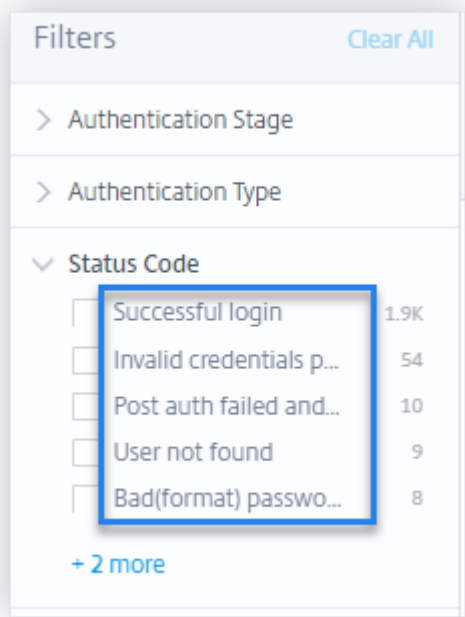 Filters Clear All
Authentication Stage
Authentication Type
Status Code
Successful login 1.9K
Invalid credentials p... 54
Post auth failed and... 10
User not found 9
Bad(format) passwo... 8
+ 2 more